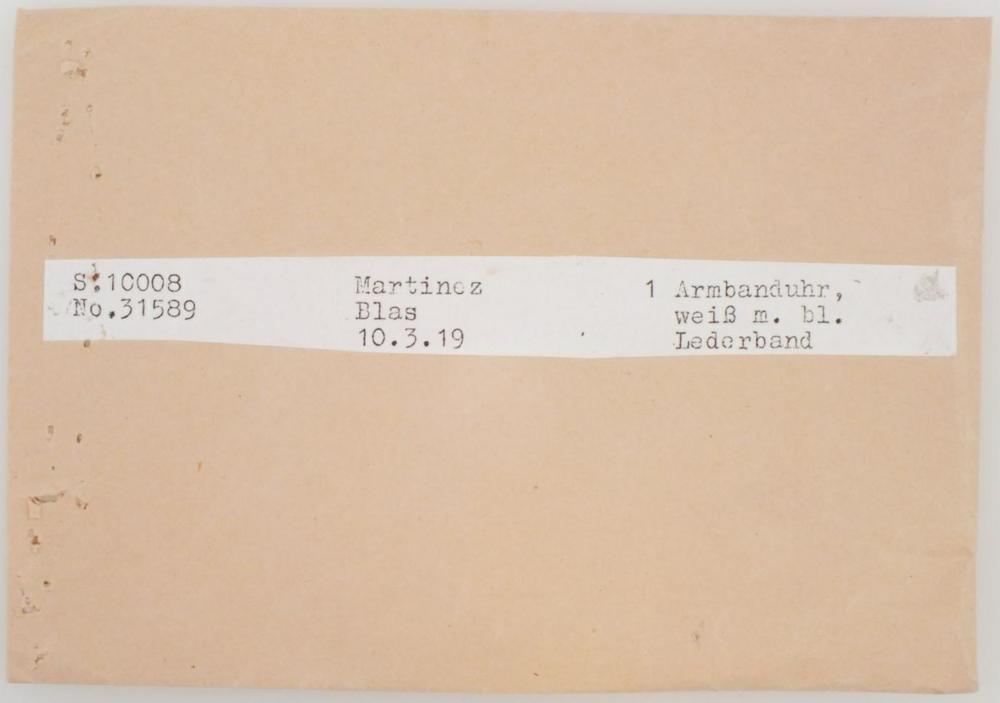 S.10008 Martinez 1 Armbanduhr,
No.31589 Blas weiß m. bl.
10.3.19 Lederband